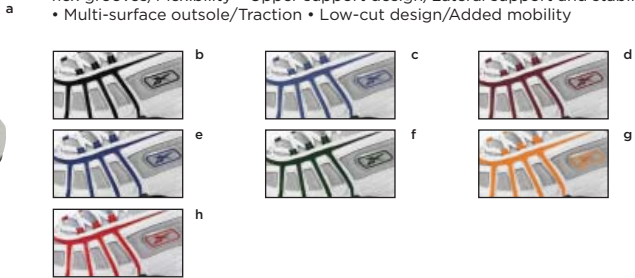 • Multi-surface outsole/Traction • Low-cut design/Added mobility
a
b
c
d
e
f
g
h